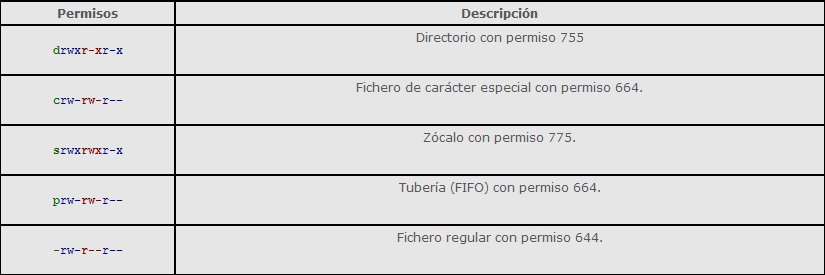 Permisos Descripción
drwxr-xr-x Directorio con permiso 755
crw-rw-r-- Fichero de carácter especial con permiso 664.
srwxrwxr-x Zócalo con permiso 775.
prw-rw-r-- Tubería (FIFO) con permiso 664.
-rw-r--r-- Fichero regular con permiso 644.